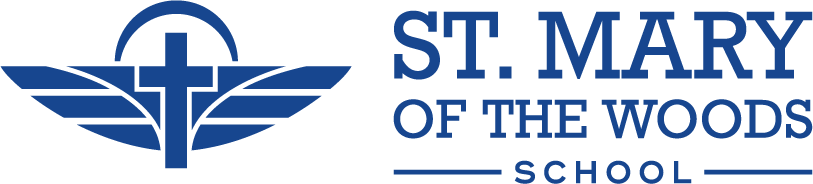 ST. MARY
OF THE WOODS
SCHOOL